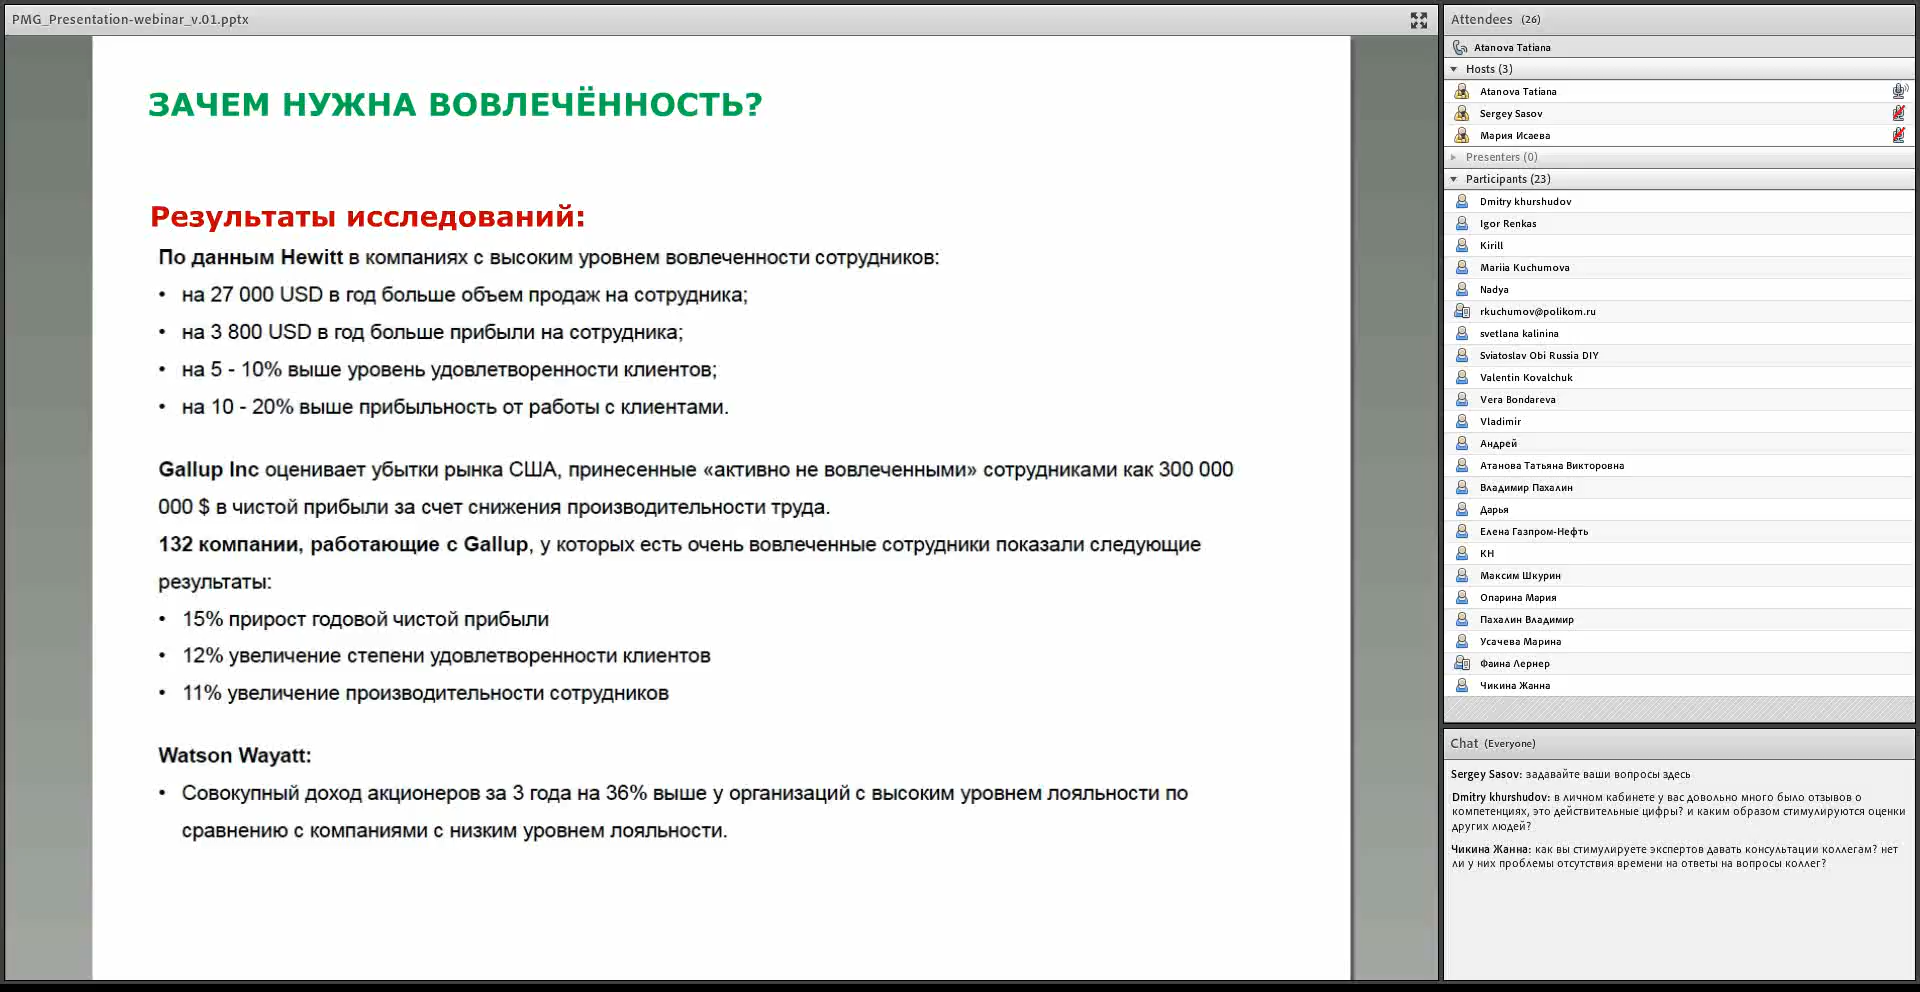 PMG_Presentation-webinar_v.01.pptx
ЗАЧЕМ НУЖНА ВОВЛЕЧЁННОСТЬ?
Результаты исследований:
По данным Hewitt в компаниях с высоким уровнем вовлеченности сотрудников:
• на 27 000 USD в год больше объем продаж на сотрудника;
• на 3 800 USD в год больше прибыли на сотрудника;
• на 5 - 10% выше уровень удовлетворенности клиентов;
• на 10 - 20% выше прибыльность от работы с клиентами.
Gallup Inc оценивает убытки рынка США, принесенные «активно не вовлеченными» сотрудниками как 300 000
000 $ в чистой прибыли за счет снижения производительности труда.
132 компании, работающие с Gallup, у которых есть очень вовлеченные сотрудники показали следующие
результаты:
• 15% прирост годовой чистой прибыли
• 12% увеличение степени удовлетворенности клиентов
• 11% увеличение производительности сотрудников
Watson Wayatt:
• Совокупный доход акционеров за 3 года на 36% выше у организаций с высоким уровнем лояльности по
сравнению с компаниями с низким уровнем лояльности.
Attendees (26)
Atanova Tatiana
Hosts (3)
Atanova Tatiana
Sergey Sasov
Мария Исаева
Presenters (0)
Participants (23)
Dmitry khurshudov
Igor Renkas
Kirill
Mariia Kuchumova
Nadya
rkuchumov@polikom.ru
svetlana kalinina
Sviatoslav Obi Russia DIY
Valentin Kovalchuk
Vera Bondareva
Vladimir
Андрей
Атанова Татьяна Викторовна
Владимир Пахалин
Дарья
Елена Газпром-Нефть
КН
Максим Шкурин
Опарина Мария
Пахалин Владимир
Усачева Марина
Фаина Лернер
Чикина Жанна
Chat (Everyone)
Sergey Sasov: задавайте ваши вопросы здесь
Dmitry khurshudov: в личном кабинете у вас довольно много было отзывов о
компетенциях, это действительные цифры? и каким образом стимулируются оценки
других людей?
Чикина Жанна: как вы стимулируете экспертов давать консультации коллегам? нет
ли у них проблемы отсутствия времени на ответы на вопросы коллег?